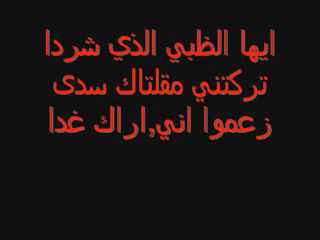 ايها الظبي الذي شردا
تركتني مقلتاك سدى
زعموا اني,اراك غدا